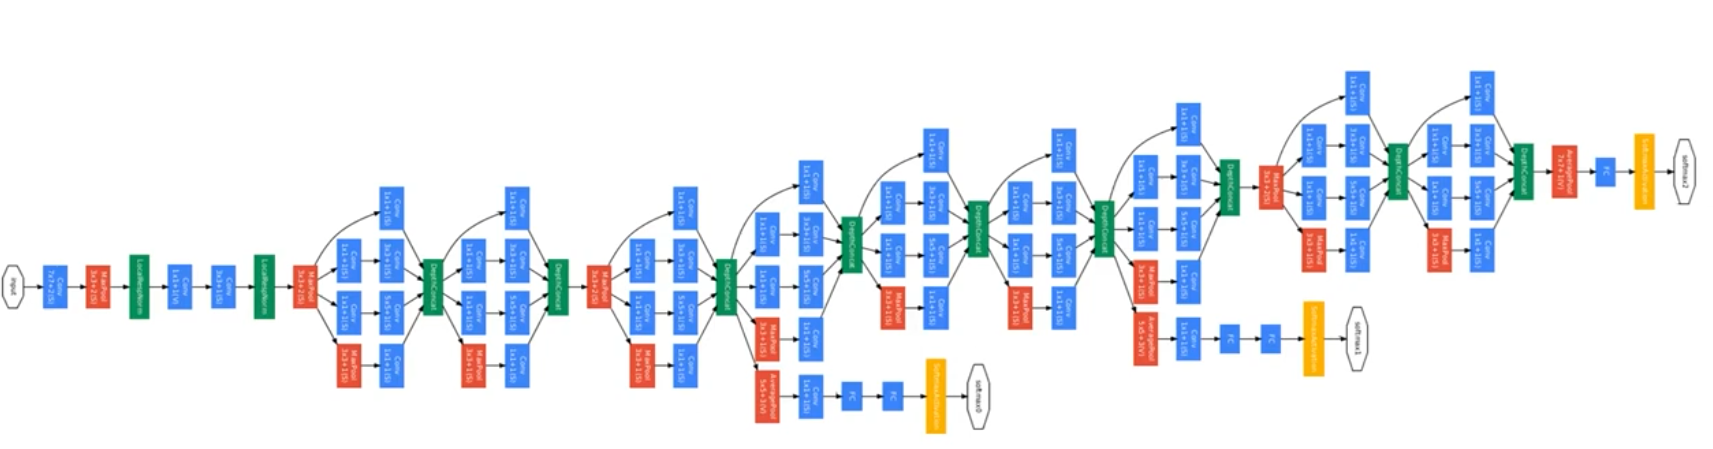 input
Conv
7x7+2(S)
MaxPool
3x3+2(S)
LocalRespNorm
Conv
1x1+1(V)
Conv
3x3+1(S)
LocalRespNorm
MaxPool
3x3+2(S)
Conv
1x1+1(S)
Conv
1x1+1(S)
Conv
3x3+1(S)
Conv
1x1+1(S)
Conv
5x5+1(S)
MaxPool
3x3+1(S)
Conv
1x1+1(S)
DepthConcat
Conv
1x1+1(S)
Conv
1x1+1(S)
Conv
3x3+1(S)
Conv
1x1+1(S)
Conv
5x5+1(S)
MaxPool
3x3+1(S)
Conv
1x1+1(S)
DepthConcat
MaxPool
3x3+2(S)
Conv
1x1+1(S)
Conv
1x1+1(S)
Conv
3x3+1(S)
Conv
1x1+1(S)
Conv
5x5+1(S)
MaxPool
3x3+1(S)
Conv
1x1+1(S)
DepthConcat
Conv
1x1+1(S)
Conv
1x1+1(S)
Conv
3x3+1(S)
Conv
1x1+1(S)
Conv
5x5+1(S)
MaxPool
3x3+1(S)
Conv
1x1+1(S)
AveragePool
5x5+3(V)
Conv
1x1+1(S)
FC
FC
SoftmaxActivation
softmax0
DepthConcat
Conv
1x1+1(S)
Conv
1x1+1(S)
Conv
3x3+1(S)
Conv
1x1+1(S)
Conv
5x5+1(S)
MaxPool
3x3+1(S)
Conv
1x1+1(S)
DepthConcat
Conv
1x1+1(S)
Conv
1x1+1(S)
Conv
3x3+1(S)
Conv
1x1+1(S)
Conv
5x5+1(S)
MaxPool
3x3+1(S)
Conv
1x1+1(S)
DepthConcat
Conv
1x1+1(S)
Conv
1x1+1(S)
Conv
3x3+1(S)
Conv
1x1+1(S)
Conv
5x5+1(S)
MaxPool
3x3+1(S)
Conv
1x1+1(S)
AveragePool
5x5+3(V)
Conv
1x1+1(S)
FC
FC
SoftmaxActivation
softmax1
DepthConcat
MaxPool
3x3+2(S)
Conv
1x1+1(S)
Conv
1x1+1(S)
Conv
3x3+1(S)
Conv
1x1+1(S)
Conv
5x5+1(S)
MaxPool
3x3+1(S)
Conv
1x1+1(S)
DepthConcat
Conv
1x1+1(S)
Conv
1x1+1(S)
Conv
3x3+1(S)
Conv
1x1+1(S)
Conv
5x5+1(S)
MaxPool
3x3+1(S)
Conv
1x1+1(S)
DepthConcat
AveragePool
7x7+1(V)
FC
SoftmaxActivation
softmax2